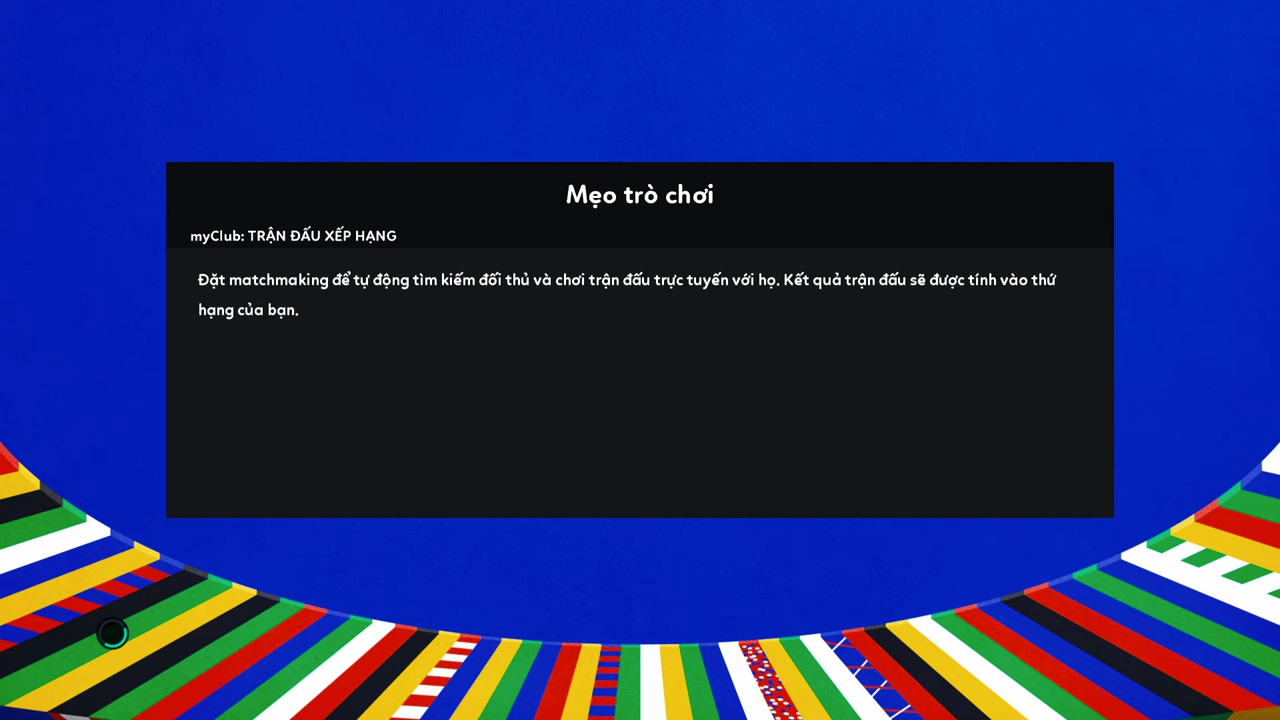 Mẹo trò chơi
myClub: TRẬN ĐẤU XẾP HẠNG
Đặt matchmaking để tự động tìm kiếm đối thủ và chơi trận đấu trực tuyến với họ. Kết quả trận đấu sẽ được tính vào thứ
hạng của bạn.